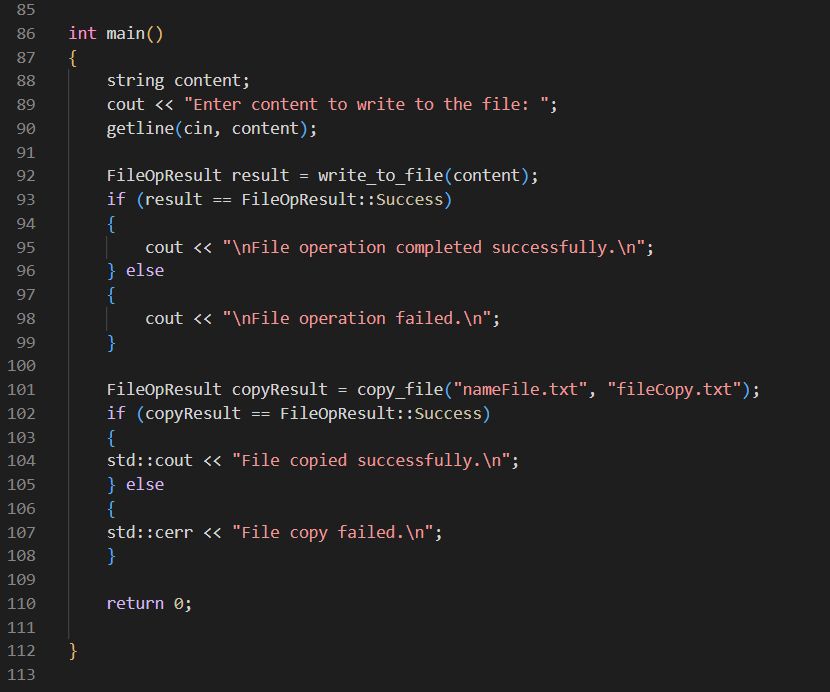 85
86 int main()
87 {
88 string content;
89 cout << "Enter content to write to the file: ";
90 getline(cin, content);
91
92 FileOpResult result = write_to_file(content);
93 if (result == FileOpResult::Success)
94 {
95 cout << "\nFile operation completed successfully.\n";
96 } else
97 {
98 cout << "\nFile operation failed.\n";
99 }
100
101 FileOpResult copyResult = copy_file("nameFile.txt", "fileCopy.txt");
102 if (copyResult == FileOpResult::Success)
103 {
104 std::cout << "File copied successfully.\n";
105 } else
106 {
107 std::cerr << "File copy failed.\n";
108 }
109
110 return 0;
111
112 }
113